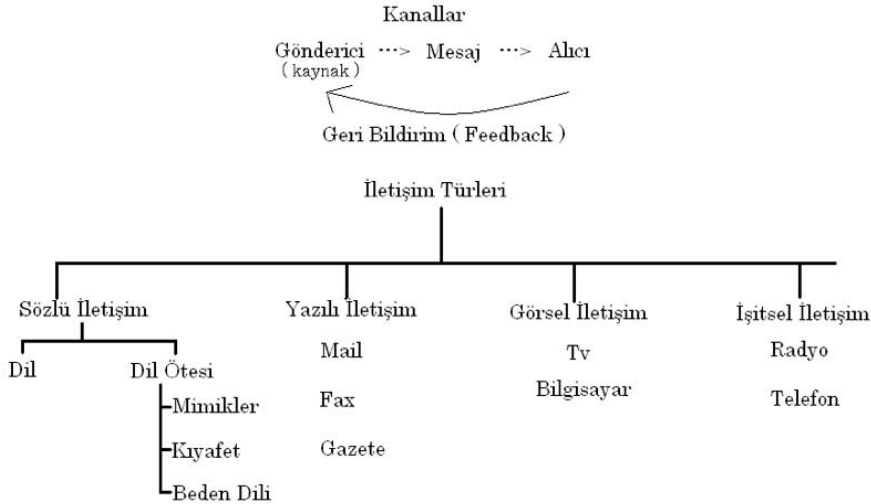 Kanallar
Gönderici ···> Mesaj ···> Alıcı
(kaynak)
Geri Bildirim ( Feedback )
İletişim Türleri
Sözlü İletişim
Yazılı İletişim
Görsel İletişim
İşitsel İletişim
Dil
Dil Ötesi
Mimikler
Kıyafet
Beden Dili
Mail
Fax
Gazete
Tv
Bilgisayar
Radyo
Telefon